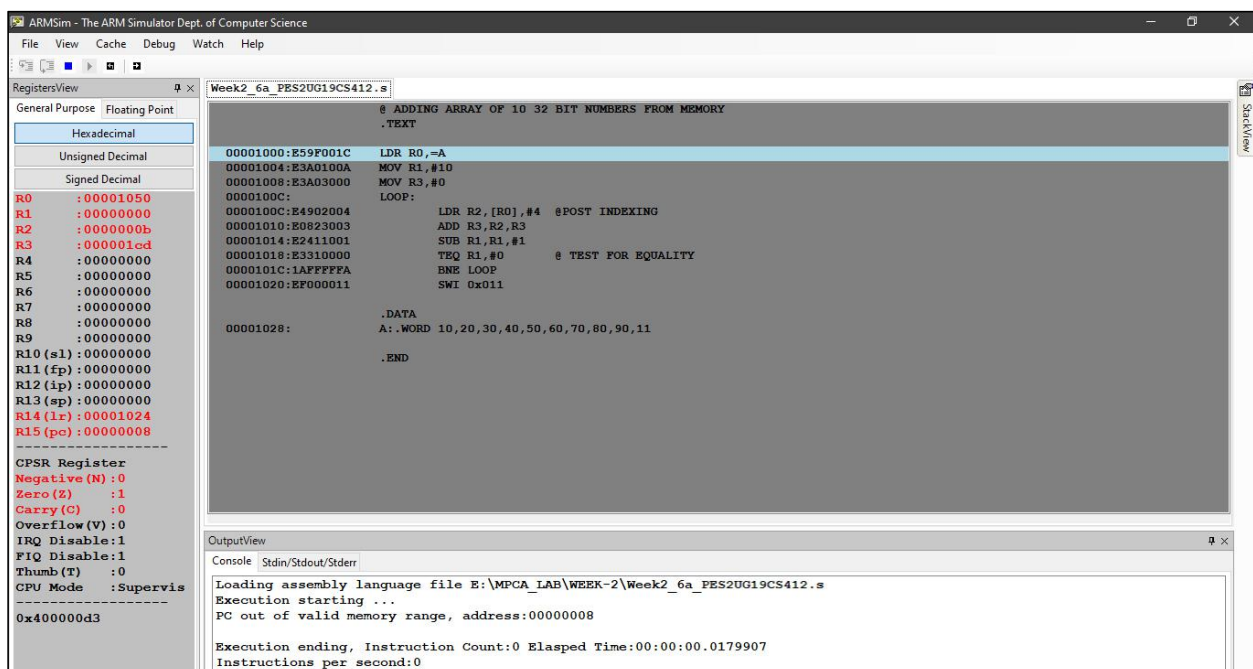 ARMSim - The ARM Simulator Dept. of Computer Science
File View Cache Debug Watch Help
RegistersView
General Purpose Floating Point
Hexadecimal
Unsigned Decimal
Signed Decimal
R0 :00001050
R1 :00000000
R2 :0000000b
R3 :000001cd
R4 :00000000
R5 :00000000
R6 :00000000
R7 :00000000
R8 :00000000
R9 :00000000
R10(sl):00000000
R11(fp):00000000
R12(ip):00000000
R13(sp):00000000
R14(lr):00001024
R15(pc):00000008
------------------
CPSR Register
Negative(N):0
Zero(Z) :1
Carry(C) :0
Overflow(V):0
IRQ Disable:1
FIQ Disable:1
Thumb(T) :0
CPU Mode :Supervis
------------------
0x400000d3
Week2_6a_PES2UG19CS412.s
@ ADDING ARRAY OF 10 32 BIT NUMBERS FROM MEMORY
.TEXT
00001000:E59F001C LDR R0,=A
00001004:E3A0100A MOV R1,#10
00001008:E3A03000 MOV R3,#0
0000100C: LOOP:
0000100C:E4902004 LDR R2,[R0],#4 @POST INDEXING
00001010:E0823003 ADD R3,R2,R3
00001014:E2411001 SUB R1,R1,#1
00001018:E3310000 TEQ R1,#0 @ TEST FOR EQUALITY
0000101C:1AFFFFFA BNE LOOP
00001020:EF000011 SWI 0x011
.DATA
00001028: A:.WORD 10,20,30,40,50,60,70,80,90,11
.END
StackView
OutputView
Console Stdin/Stdout/Stderr
Loading assembly language file E:\MPCA_LAB\WEEK-2\Week2_6a_PES2UG19CS412.s
Execution starting ...
PC out of valid memory range, address:00000008
Execution ending, Instruction Count:0 Elasped Time:00:00:00.0179907
Instructions per second:0